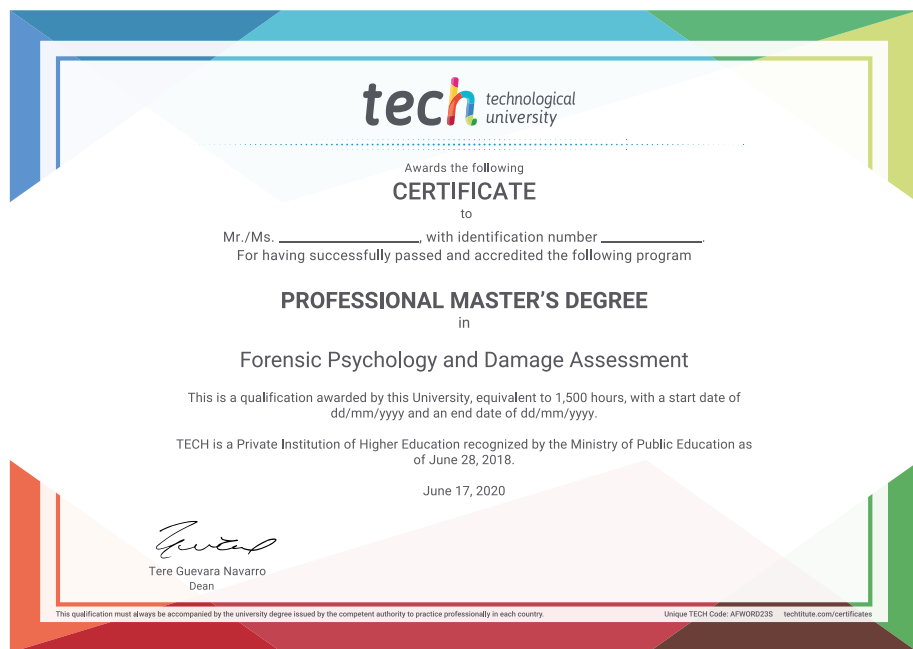 tech technological
university
Awards the following
CERTIFICATE
to
Mr./Ms. ________________, with identification number ____________.
For having successfully passed and accredited the following program
PROFESSIONAL MASTER'S DEGREE
in
Forensic Psychology and Damage Assessment
This is a qualification awarded by this University, equivalent to 1,500 hours, with a start date of
dd/mm/yyyy and an end date of dd/mm/yyyy.
TECH is a Private Institution of Higher Education recognized by the Ministry of Public Education as
of June 28, 2018.
June 17, 2020
Tere Guevara Navarro
Dean
This qualification must always be accompanied by the university degree issued by the competent authority to practice professionally in each country. Unique TECH Code: AFWORD23S techtitute.com/certificates